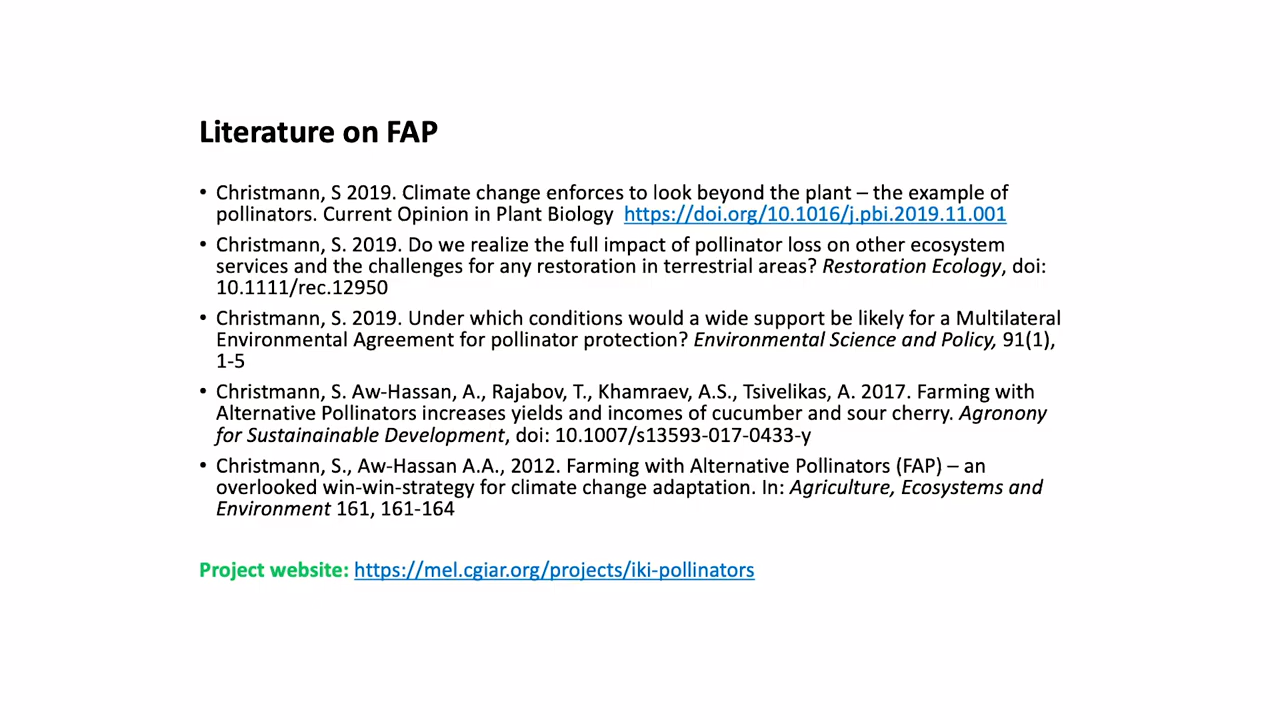 Literature on FAP
• Christmann, S 2019. Climate change enforces to look beyond the plant – the example of
pollinators. Current Opinion in Plant Biology https://doi.org/10.1016/j.pbi.2019.11.001
• Christmann, S. 2019. Do we realize the full impact of pollinator loss on other ecosystem
services and the challenges for any restoration in terrestrial areas? Restoration Ecology, doi:
10.1111/rec.12950
• Christmann, S. 2019. Under which conditions would a wide support be likely for a Multilateral
Environmental Agreement for pollinator protection? Environmental Science and Policy, 91(1),
1-5
• Christmann, S. Aw-Hassan, A., Rajabov, T., Khamraev, A.S., Tsivelikas, A. 2017. Farming with
Alternative Pollinators increases yields and incomes of cucumber and sour cherry. Agronony
for Sustainainable Development, doi: 10.1007/s13593-017-0433-y
• Christmann, S., Aw-Hassan A.A., 2012. Farming with Alternative Pollinators (FAP) – an
overlooked win-win-strategy for climate change adaptation. In: Agriculture, Ecosystems and
Environment 161, 161-164
Project website: https://mel.cgiar.org/projects/iki-pollinators